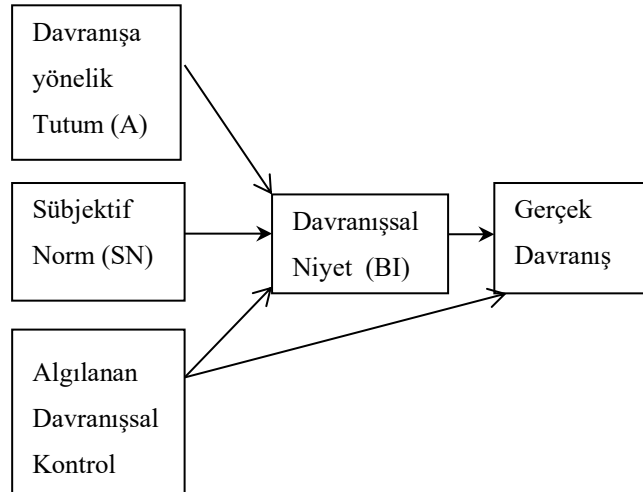 Davranışa
yönelik
Tutum (A)
Sübjektif
Norm (SN)
Davranışsal
Niyet (BI)
Gerçek
Davranış
Algılanan
Davranışsal
Kontrol